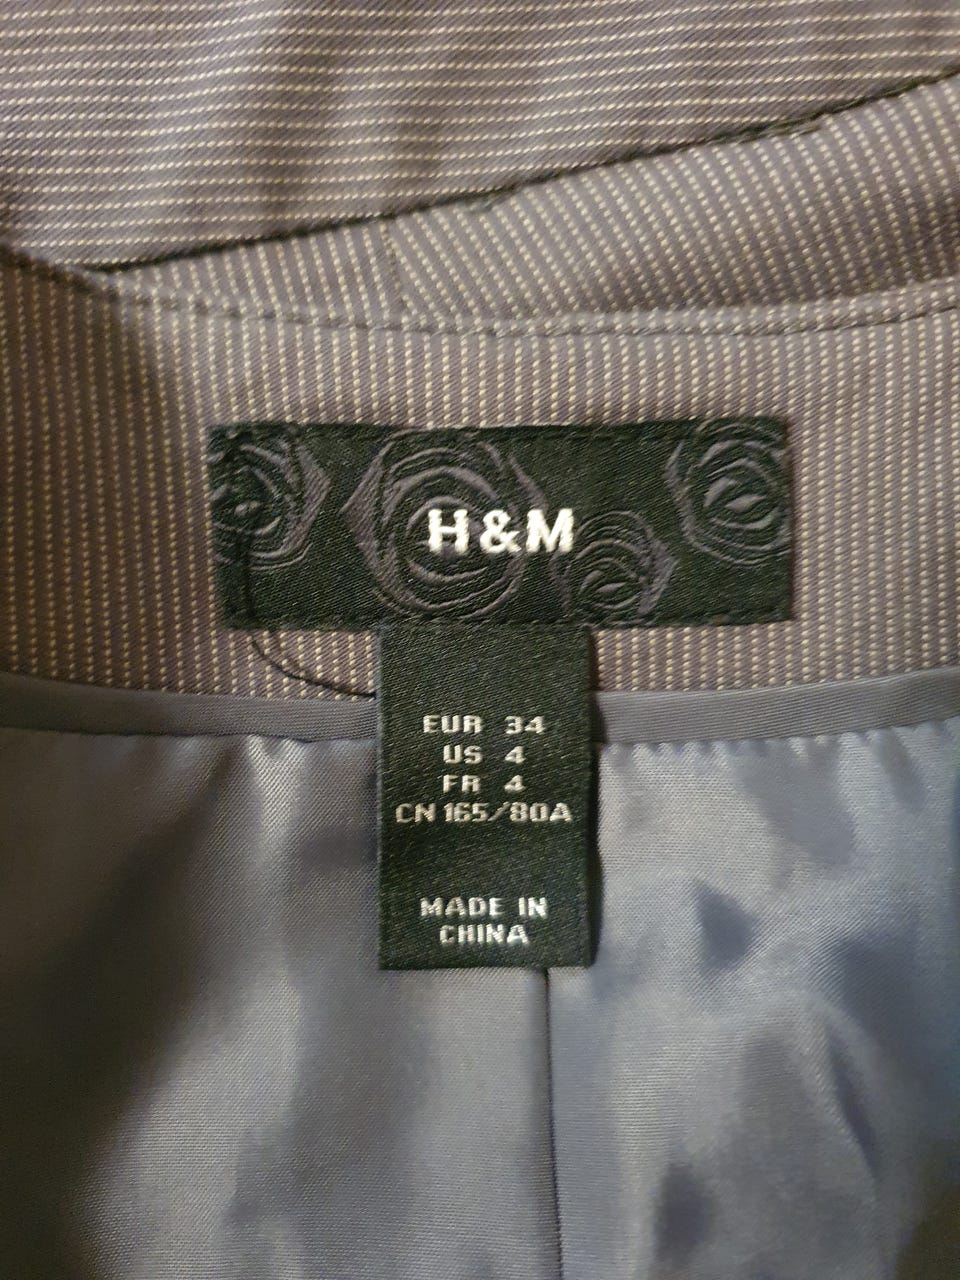 H&M
EUR 34
US 4
FR 4
CN 165/80A
MADE IN
CHINA